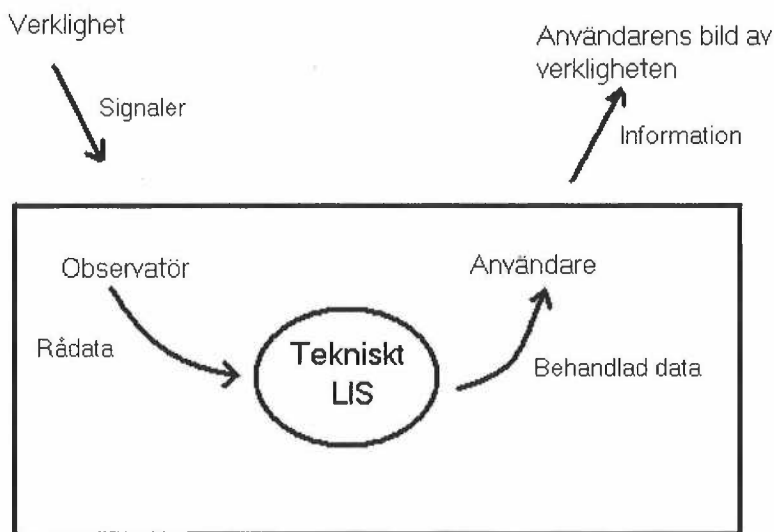 Verklighet
Signaler
Användarens bild av
verkligheten
Information
Observatör
Rådata
Tekniskt
LIS
Användare
Behandlad data